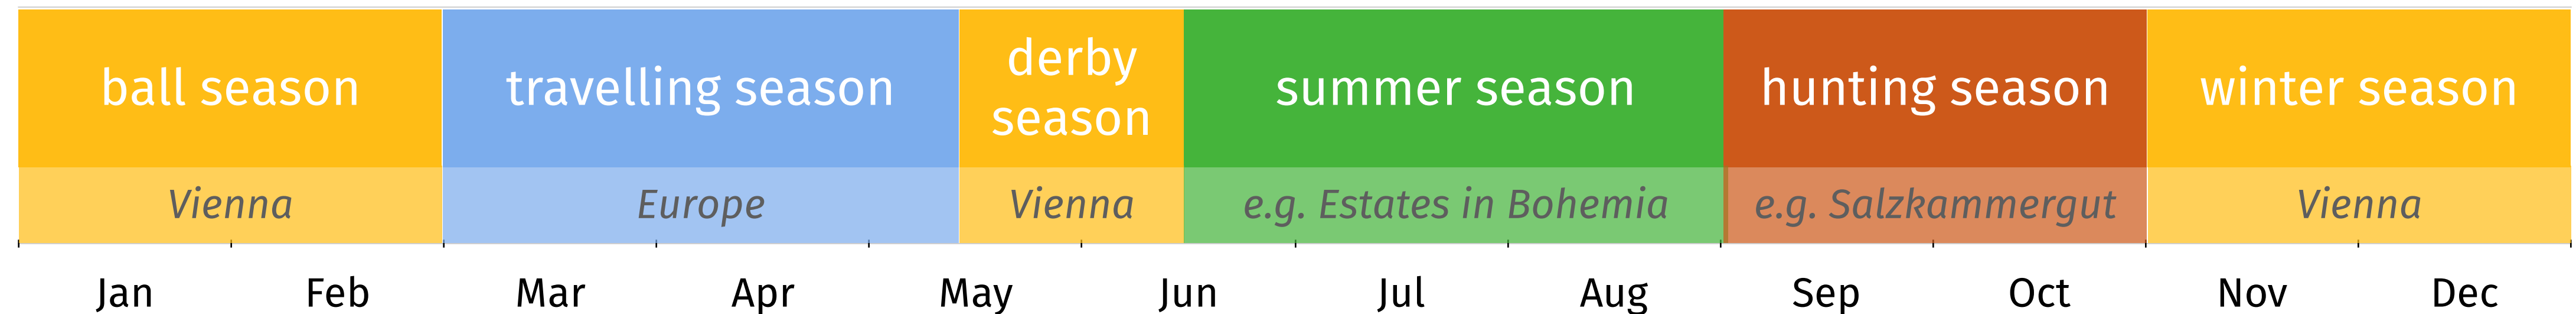 ball season
travelling season
derby
season
summer season
hunting season
winter season
Vienna
Europe
Vienna
e.g. Estates in Bohemia
e.g. Salzkammergut
Vienna
Jan
Feb
Mar
Apr
May
Jun
Jul
Aug
Sep
Oct
Nov
Dec